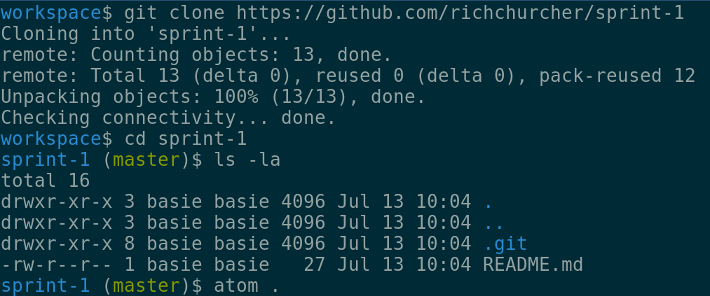 workspace$ git clone https://github.com/richchurcher/sprint-1
Cloning into 'sprint-1'...
remote: Counting objects: 13, done.
remote: Total 13 (delta 0), reused 0 (delta 0), pack-reused 12
Unpacking objects: 100% (13/13), done.
Checking connectivity... done.
workspace$ cd sprint-1
sprint-1 (master)$ ls -la
total 16
drwxr-xr-x 3 basie basie 4096 Jul 13 10:04 .
drwxr-xr-x 3 basie basie 4096 Jul 13 10:04 ..
drwxr-xr-x 8 basie basie 4096 Jul 13 10:04 .git
-rw-r--r-- 1 basie basie   27 Jul 13 10:04 README.md
sprint-1 (master)$ atom .